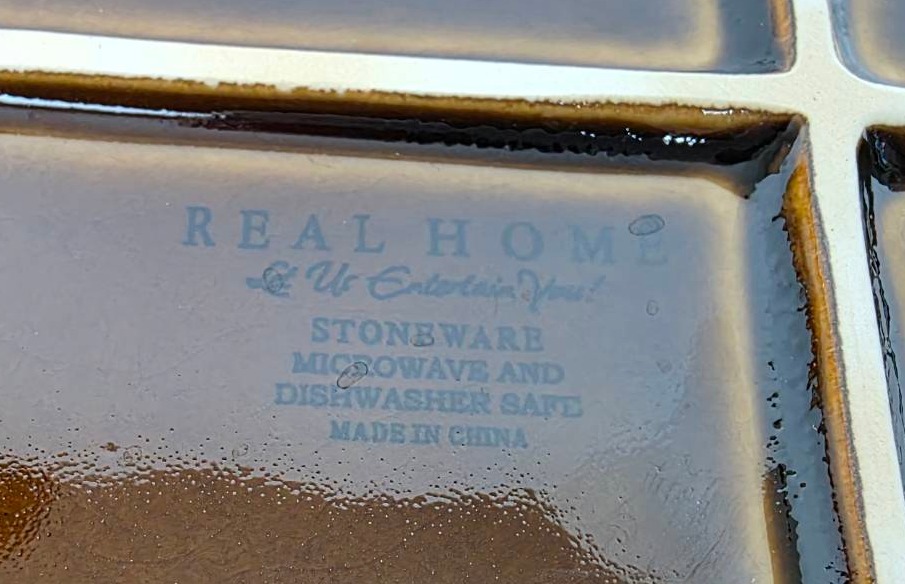 REAL HOME
Let Us Entertain You!
STONEWARE
MICROWAVE AND
DISHWASHER SAFE
MADE IN CHINA